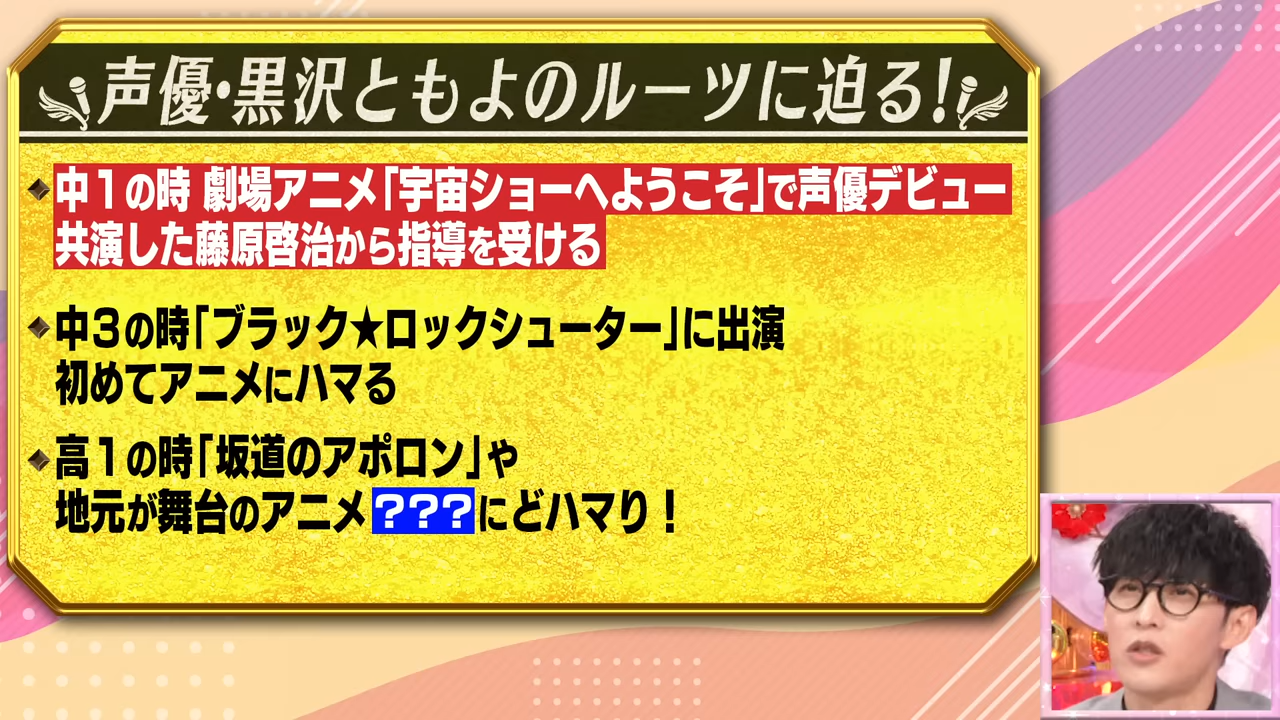 声優・黒沢ともよのルーツに迫る！
中１の時 劇場アニメ「宇宙ショーへようこそ」で声優デビュー
共演した藤原啓治から指導を受ける
中３の時「ブラック★ロックシューター」に出演
初めてアニメにハマる
高１の時「坂道のアポロン」や
地元が舞台のアニメ ？？？ にどハマり！